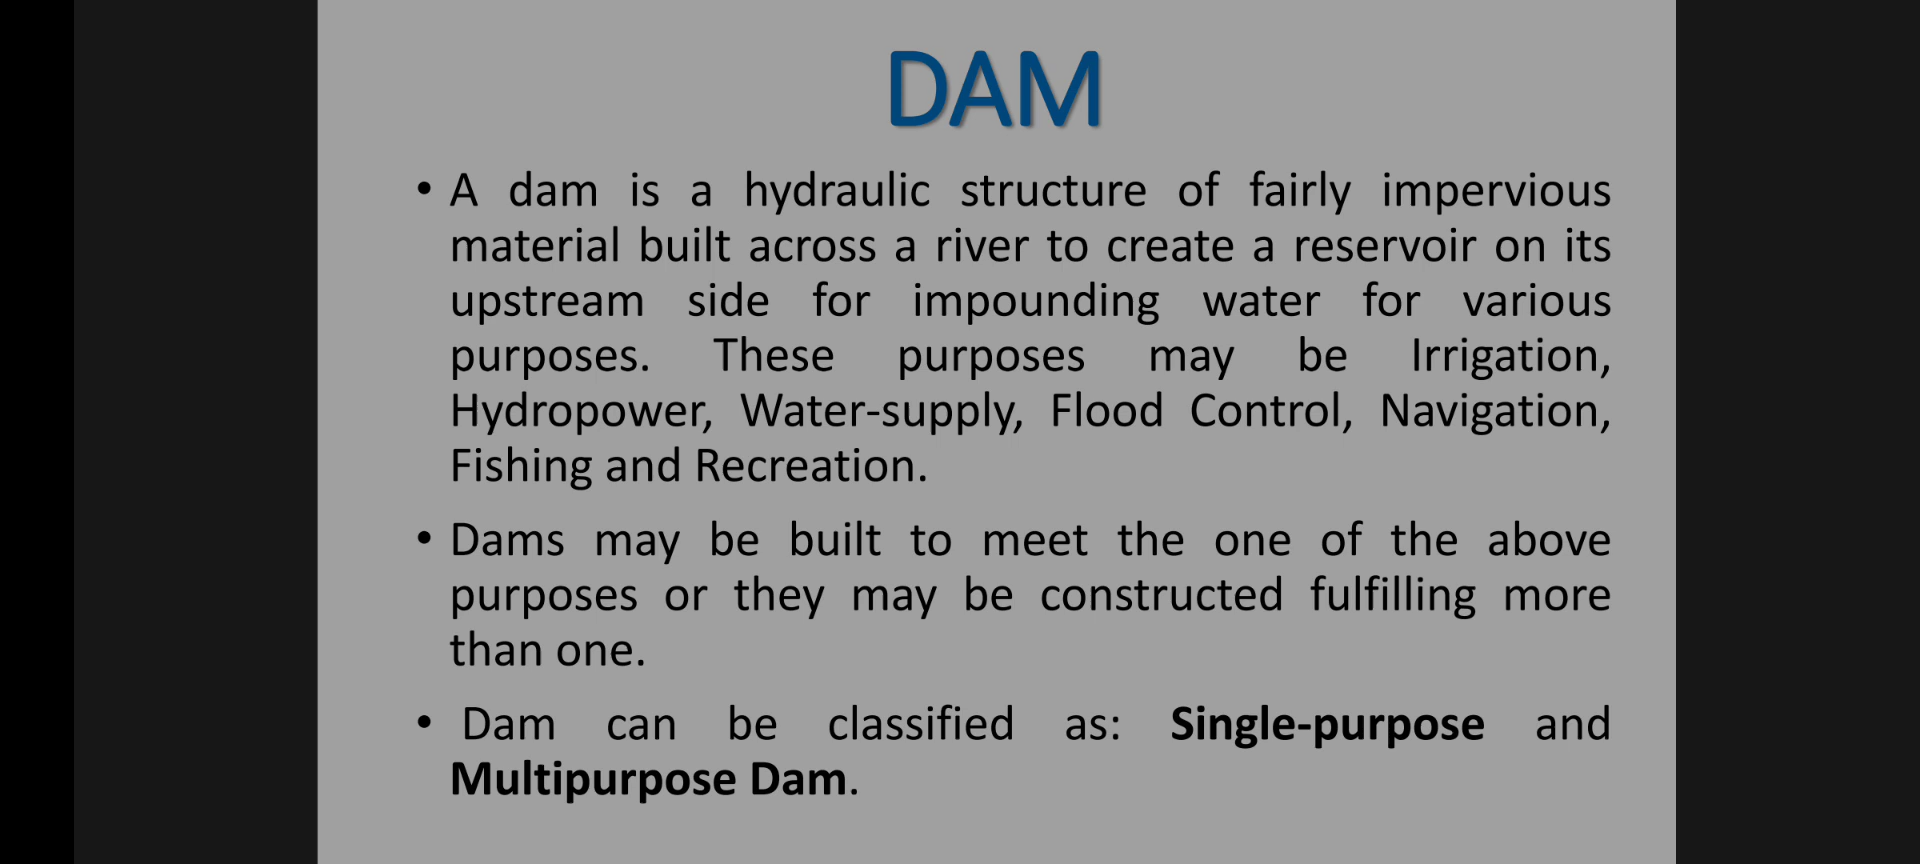 DAM
• A dam is a hydraulic structure of fairly impervious
material built across a river to create a reservoir on its
upstream side for impounding water for various
purposes. These purposes may be Irrigation,
Hydropower, Water-supply, Flood Control, Navigation,
Fishing and Recreation.
• Dams may be built to meet the one of the above
purposes or they may be constructed fulfilling more
than one.
• Dam can be classified as: Single-purpose and
Multipurpose Dam.